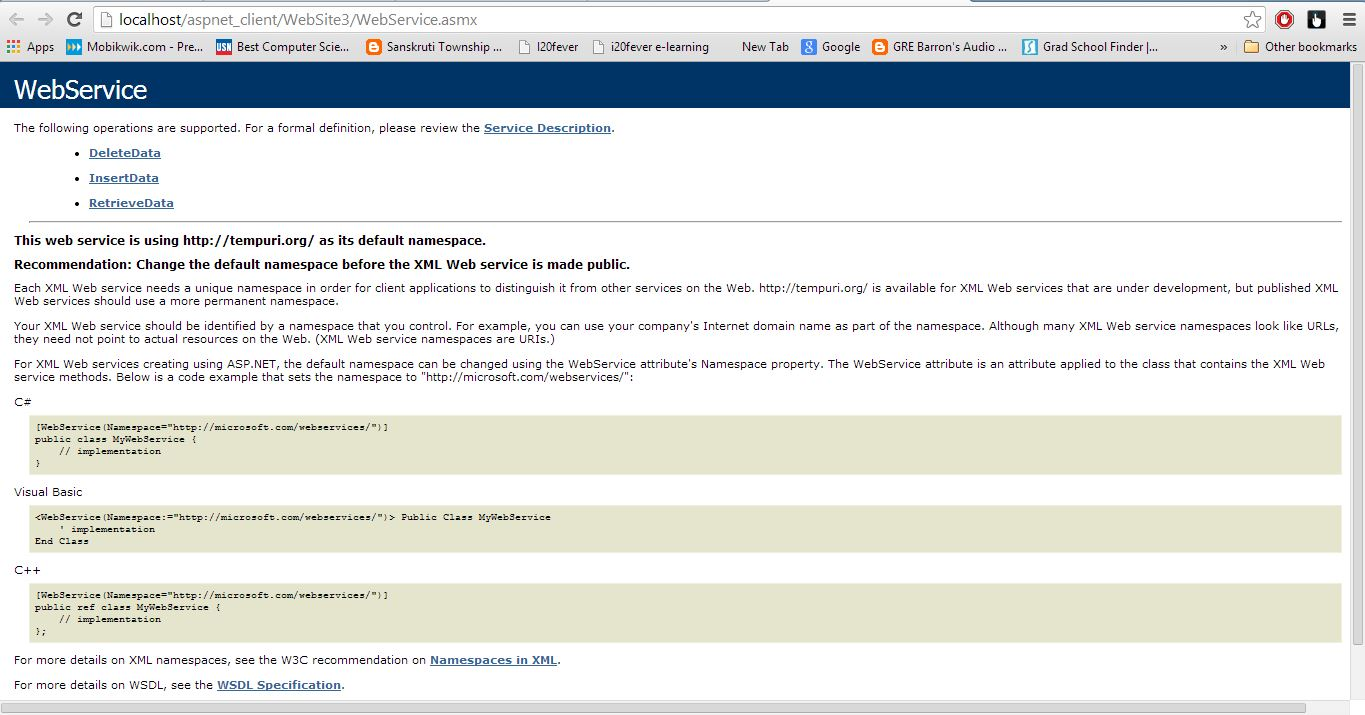 localhost/aspnet_client/WebSite3/WebService.asmx
Apps Mobikwik.com - Pre... USN Best Computer Scie... Sanskruti Township ... I20fever i20fever e-learning New Tab Google GRE Barron's Audio ... Grad School Finder |... » Other bookmarks
WebService
The following operations are supported. For a formal definition, please review the Service Description.
• DeleteData
• InsertData
• RetrieveData
This web service is using http://tempuri.org/ as its default namespace.
Recommendation: Change the default namespace before the XML Web service is made public.
Each XML Web service needs a unique namespace in order for client applications to distinguish it from other services on the Web. http://tempuri.org/ is available for XML Web services that are under development, but published XML
Web services should use a more permanent namespace.
Your XML Web service should be identified by a namespace that you control. For example, you can use your company's Internet domain name as part of the namespace. Although many XML Web service namespaces look like URLs,
they need not point to actual resources on the Web. (XML Web service namespaces are URIs.)
For XML Web services creating using ASP.NET, the default namespace can be changed using the WebService attribute's Namespace property. The WebService attribute is an attribute applied to the class that contains the XML Web
service methods. Below is a code example that sets the namespace to "http://microsoft.com/webservices/":
C#
[WebService(Namespace="http://microsoft.com/webservices/")]
public class MyWebService {
// implementation
}
Visual Basic
<WebService(Namespace:="http://microsoft.com/webservices/")> Public Class MyWebService
' implementation
End Class
C++
[WebService(Namespace="http://microsoft.com/webservices/")]
public ref class MyWebService {
// implementation
};
For more details on XML namespaces, see the W3C recommendation on Namespaces in XML.
For more details on WSDL, see the WSDL Specification.